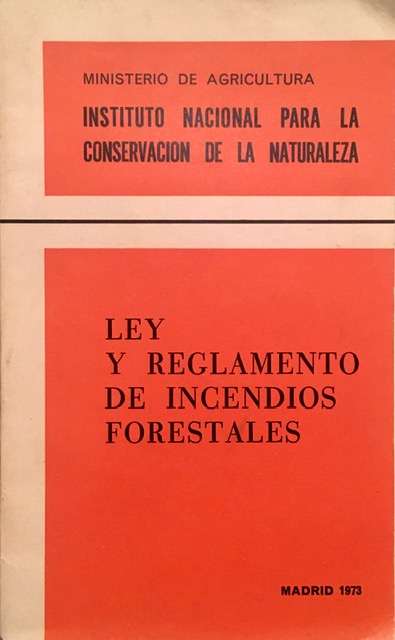 MINISTERIO DE AGRICULTURA
INSTITUTO NACIONAL PARA LA
CONSERVACION DE LA NATURALEZA
LEY
Y REGLAMENTO
DE INCENDIOS
FORESTALES
MADRID 1973